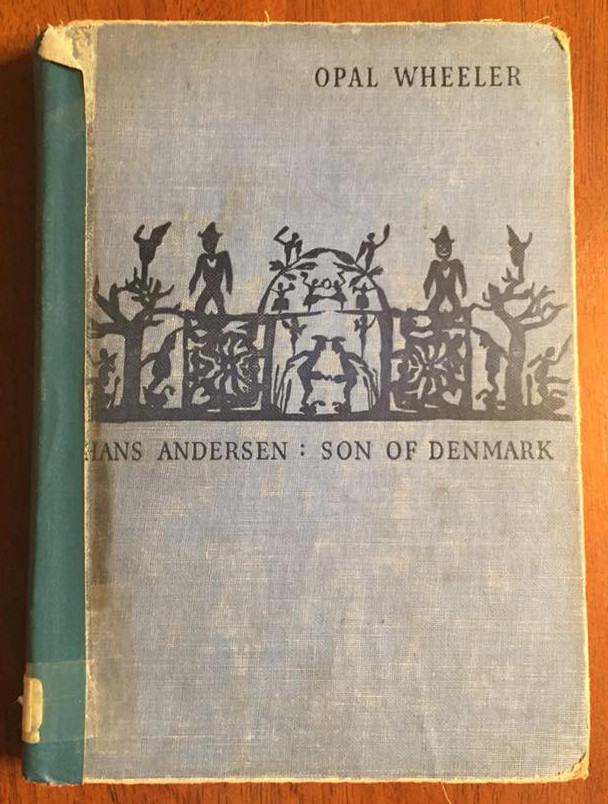 OPAL WHEELER
HANS ANDERSEN : SON OF DENMARK